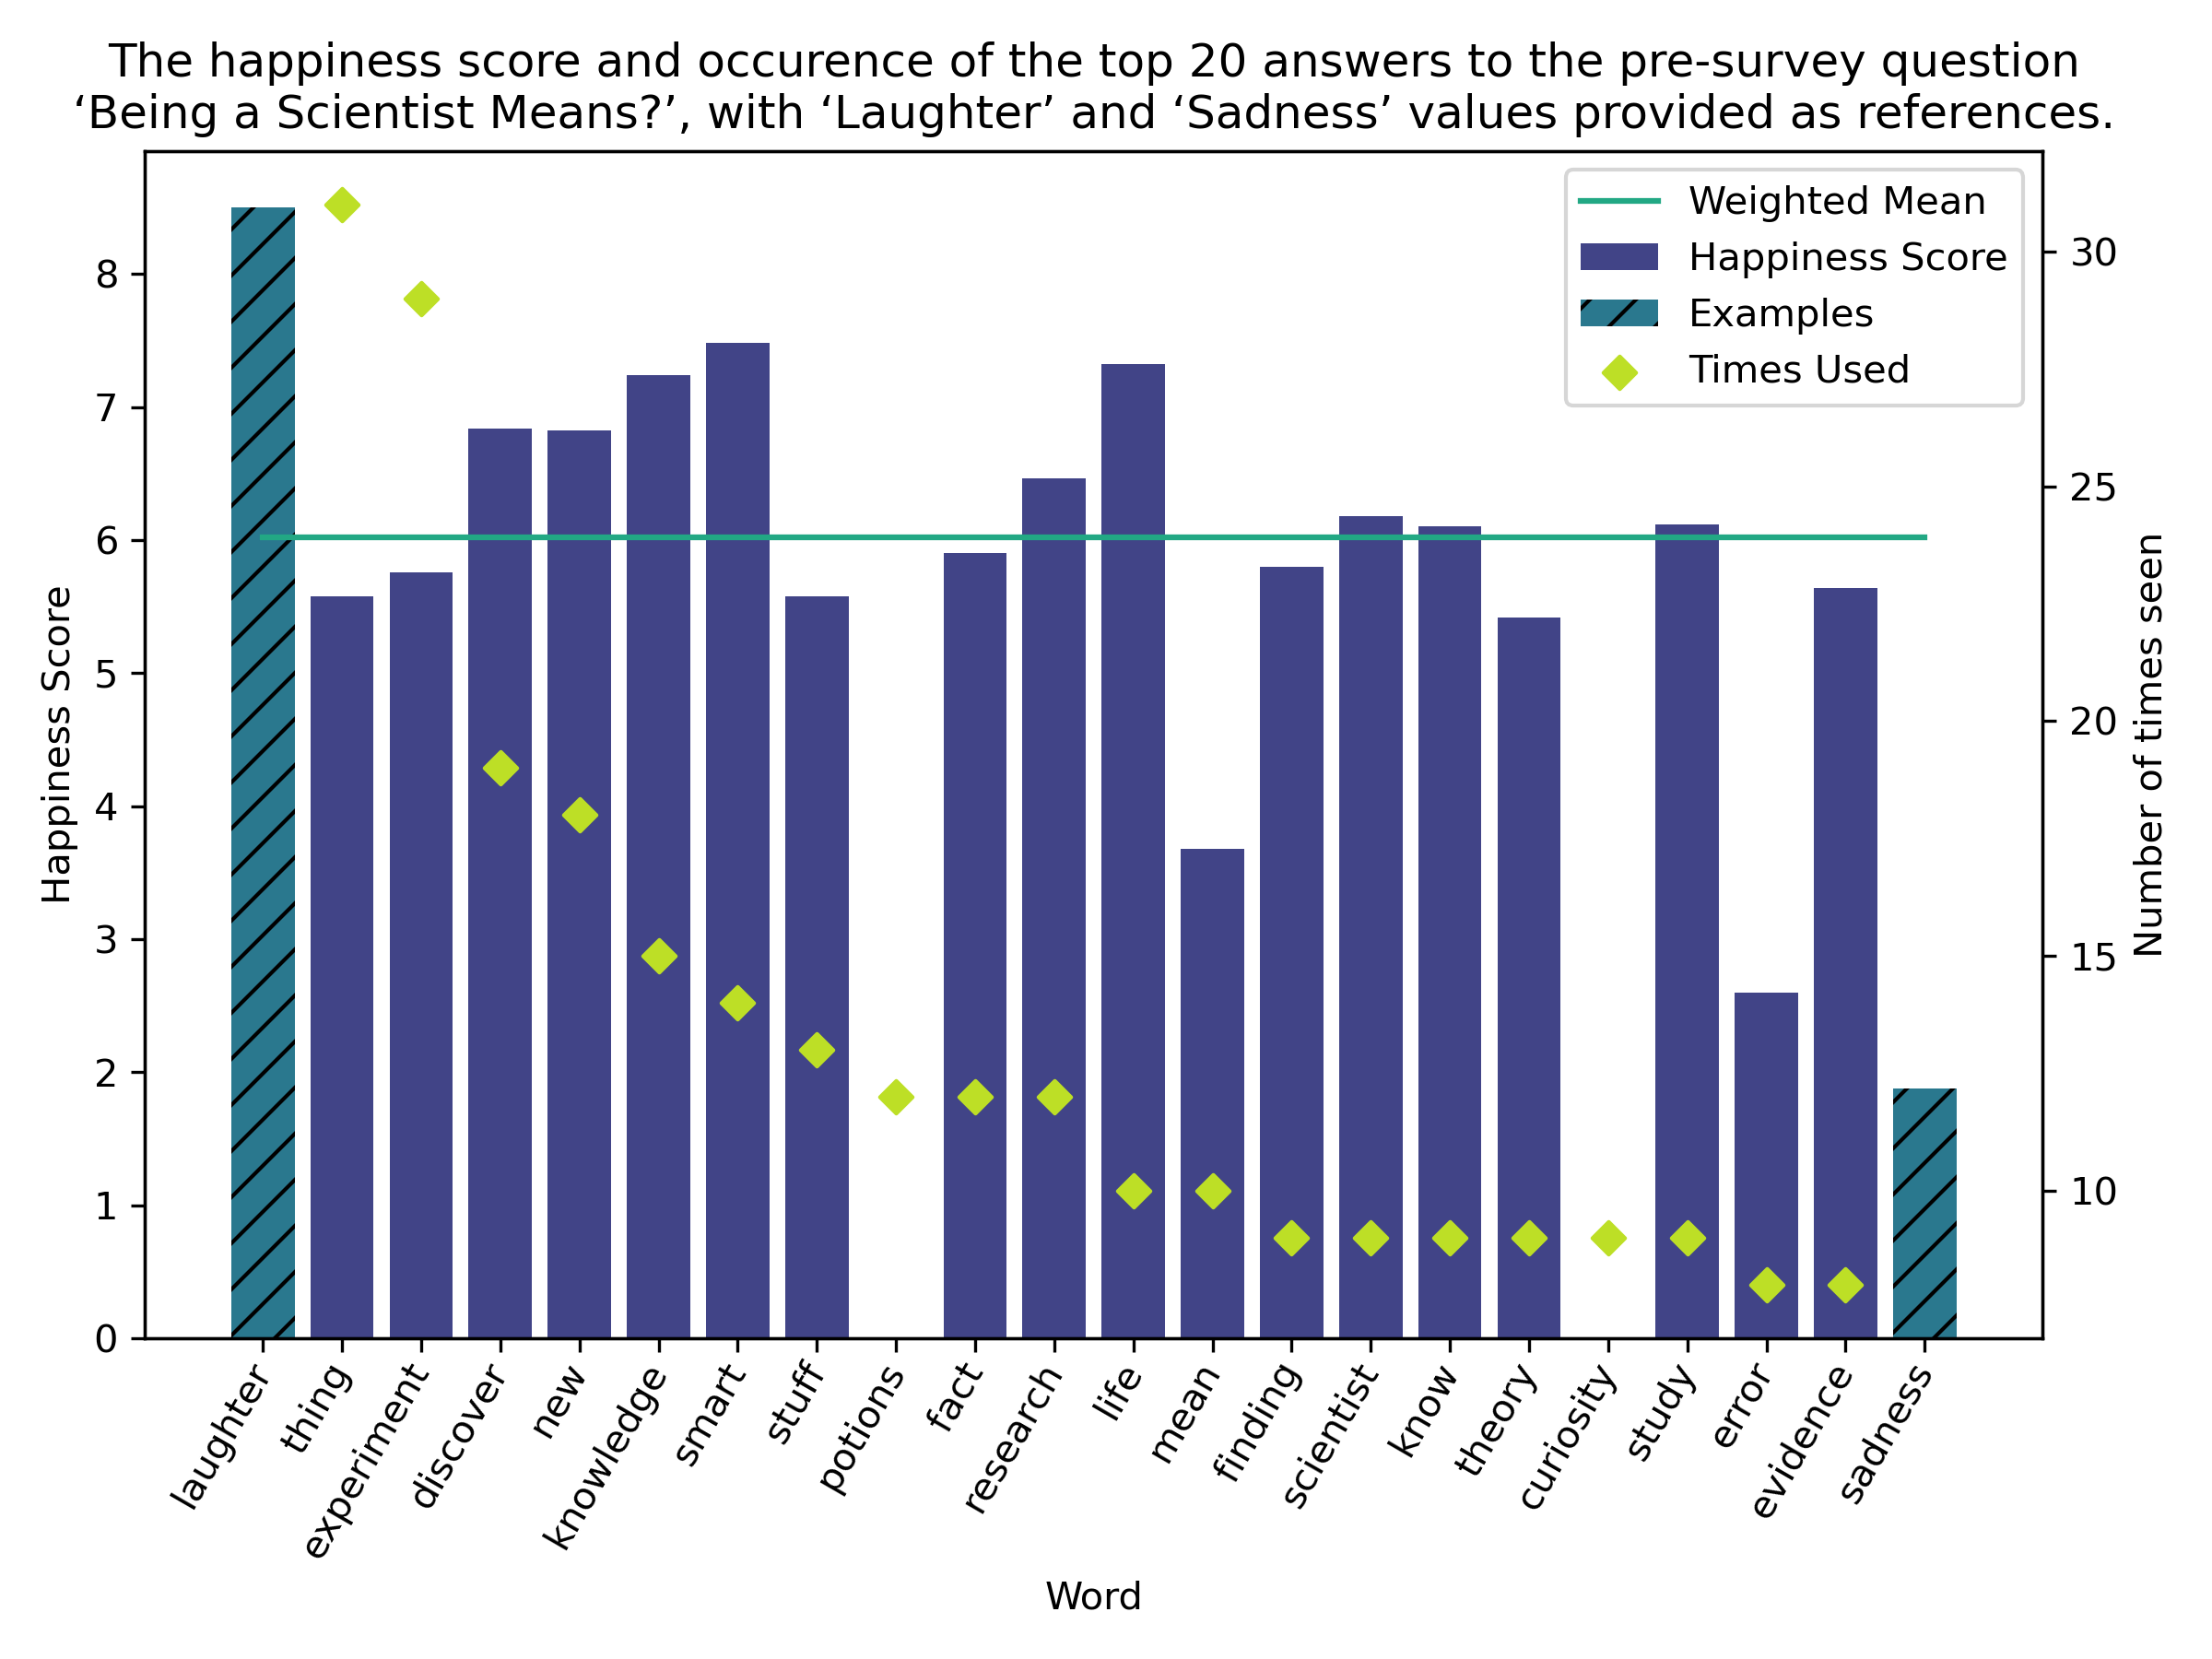 The happiness score and occurence of the top 20 answers to the pre-survey question
‘Being a Scientist Means?’, with ‘Laughter’ and ‘Sadness’ values provided as references.
Weighted Mean
Happiness Score
Examples
Times Used
Happiness Score
8
7
6
5
4
3
2
1
0
30
25
20
15
10
Number of times seen
laughter
thing
experiment
discover
new
knowledge
smart
stuff
potions
fact
research
life
mean
finding
scientist
know
theory
curiosity
study
error
evidence
sadness
Word